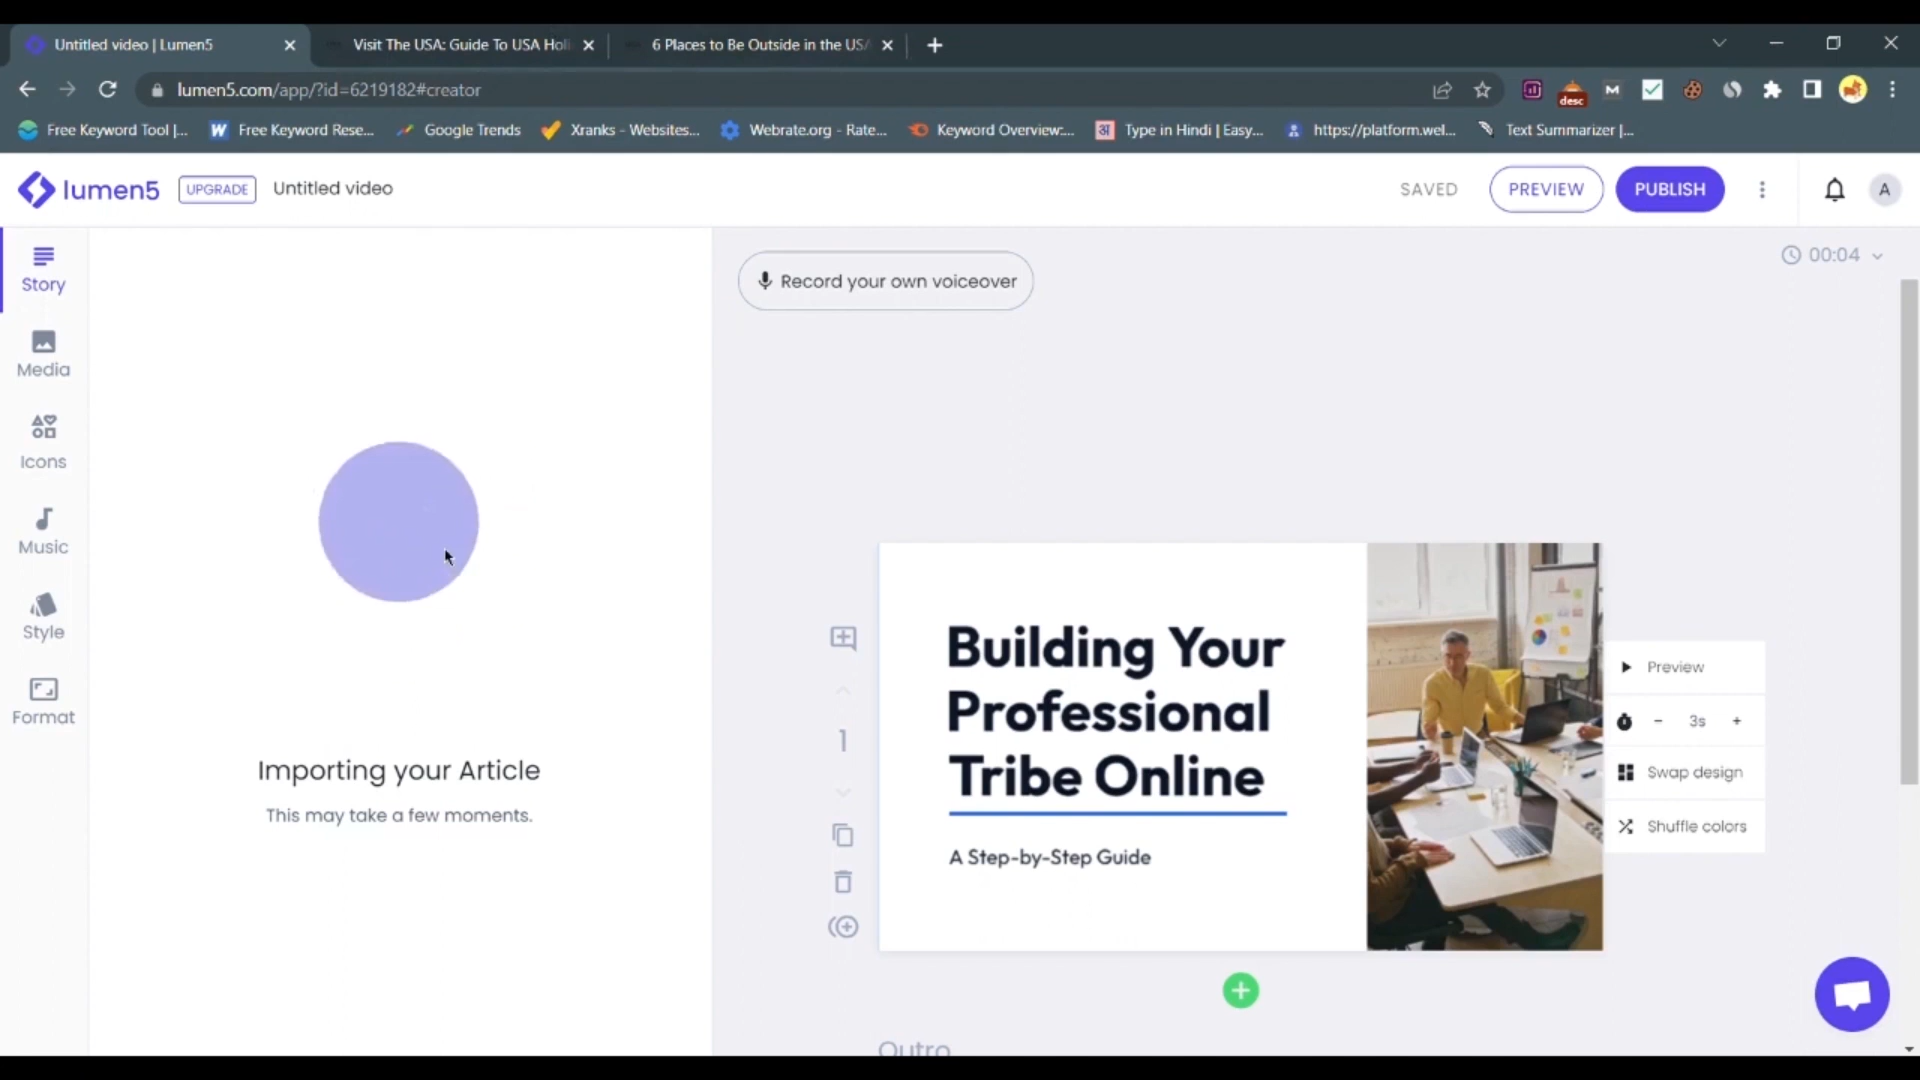 Untitled video | Lumen5
Visit The USA: Guide To USA Holi
6 Places to Be Outside in the USA
lumen5.com/app/?id=6219182#creator
desc
M
Free Keyword Tool |...
W
Free Keyword Rese...
Google Trends
Xranks - Websites...
Webrate.org - Rate...
Keyword Overview:...
अ
Type in Hindi | Easy...
https://platform.wel...
Text Summarizer |...
lumen5
UPGRADE
Untitled video
SAVED
PREVIEW
PUBLISH
A
Story
Media
Icons
Music
Style
Format
Importing your Article
This may take a few moments.
Record your own voiceover
00:04
1
Building Your
Professional
Tribe Online
A Step-by-Step Guide
Preview
- 3s +
Swap design
Shuffle colors
Outro